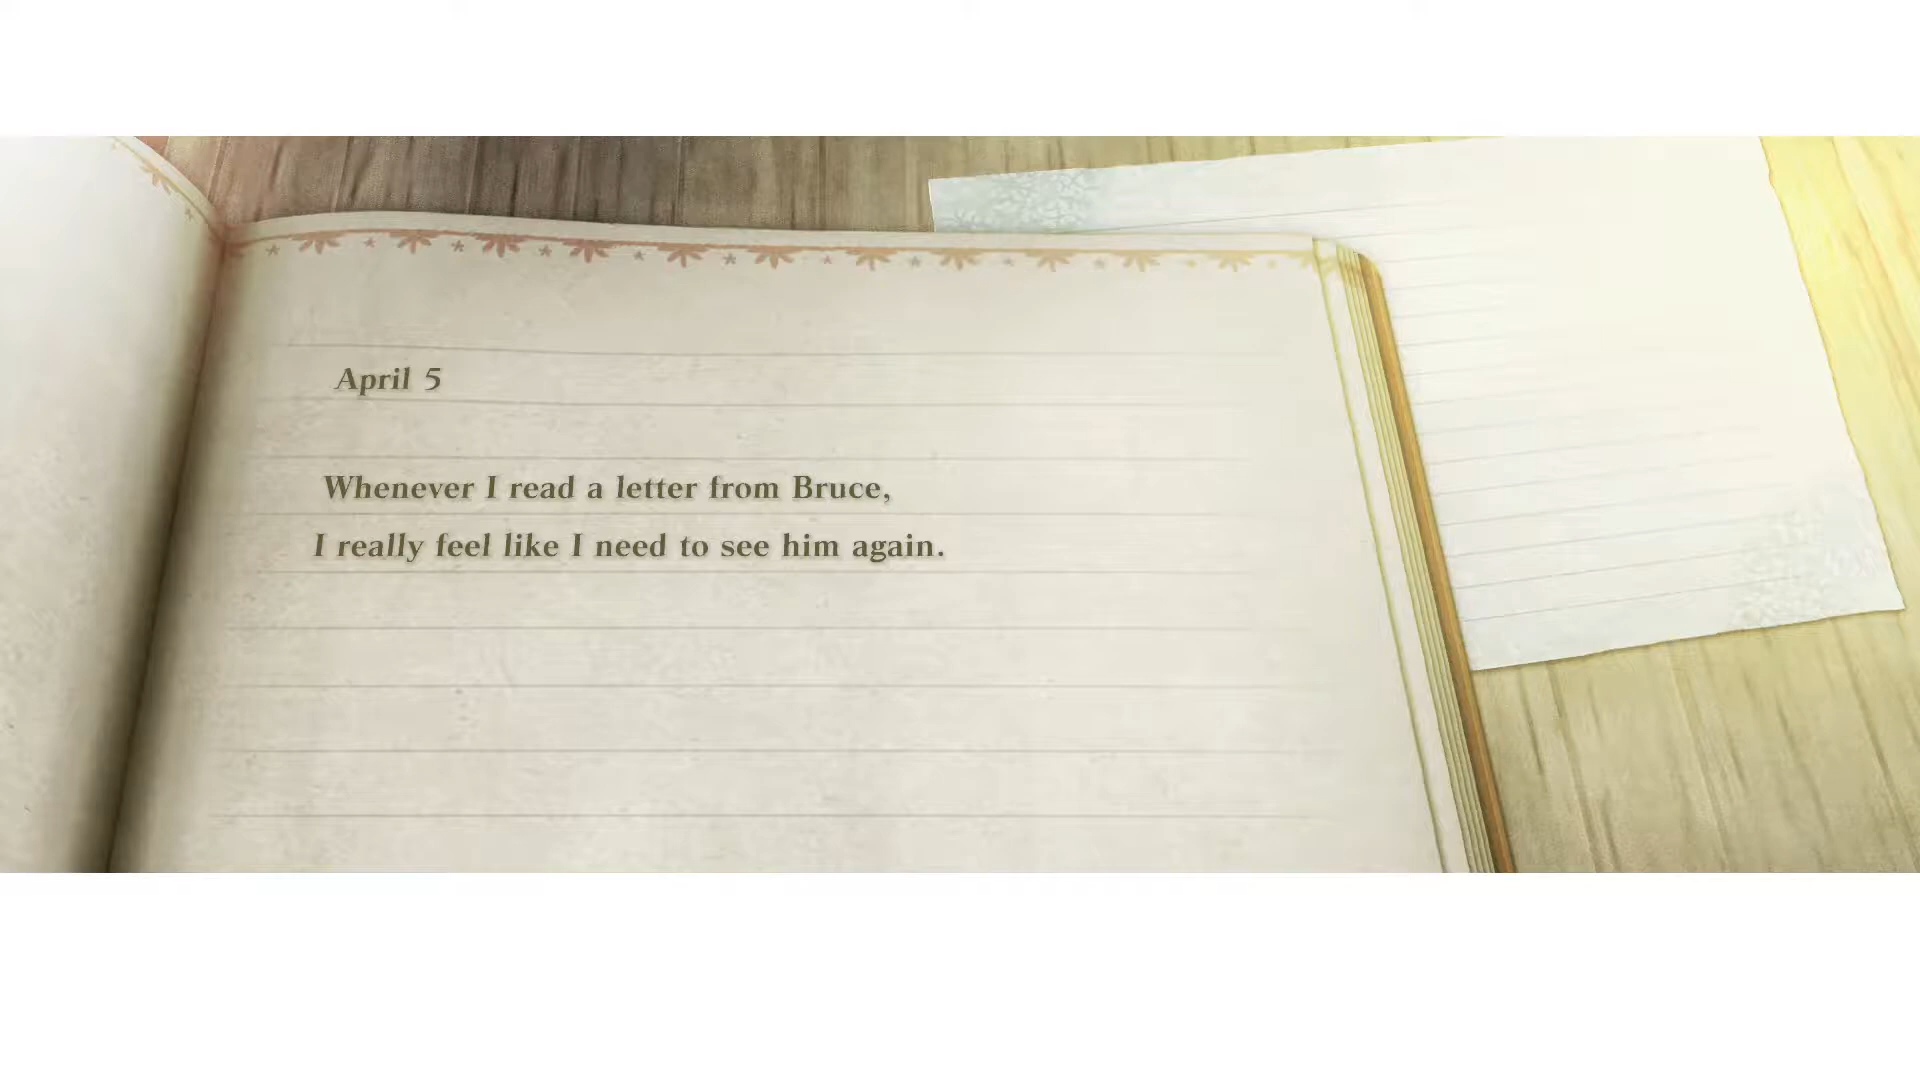 April 5
Whenever I read a letter from Bruce,
I really feel like I need to see him again.